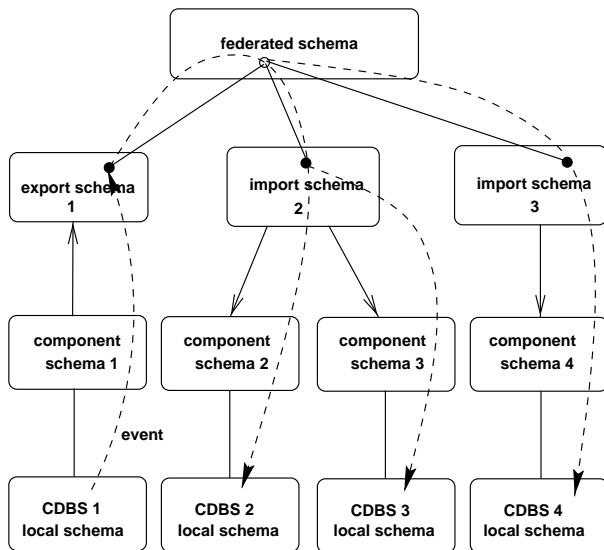 federated schema
export schema
1
import schema
2
import schema
3
component
schema 1
component
schema 2
component
schema 3
component
schema 4
event
CDBS 1
local schema
CDBS 2
local schema
CDBS 3
local schema
CDBS 4
local schema